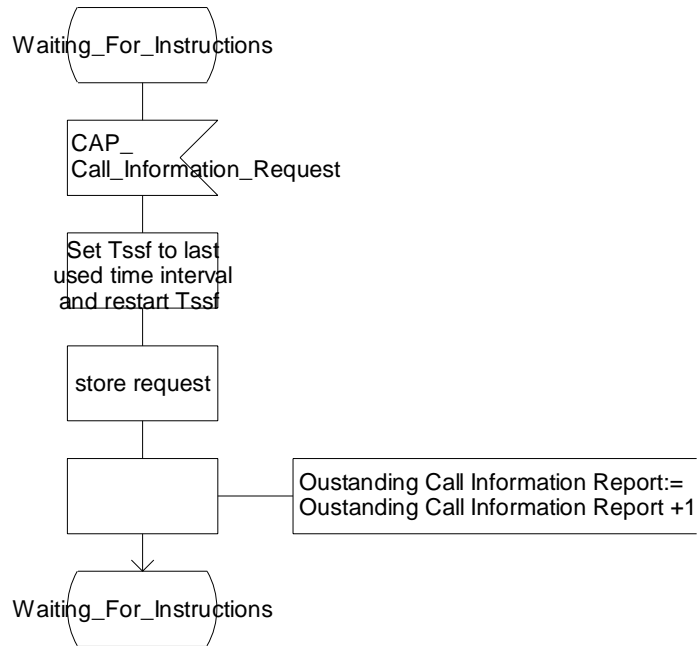 Waiting_For_Instructions
CAP_
Call_Information_Request
Set Tssf to last
used time interval
and restart Tssf
store request
Oustanding Call Information Report:=
Oustanding Call Information Report +1
Waiting_For_Instructions